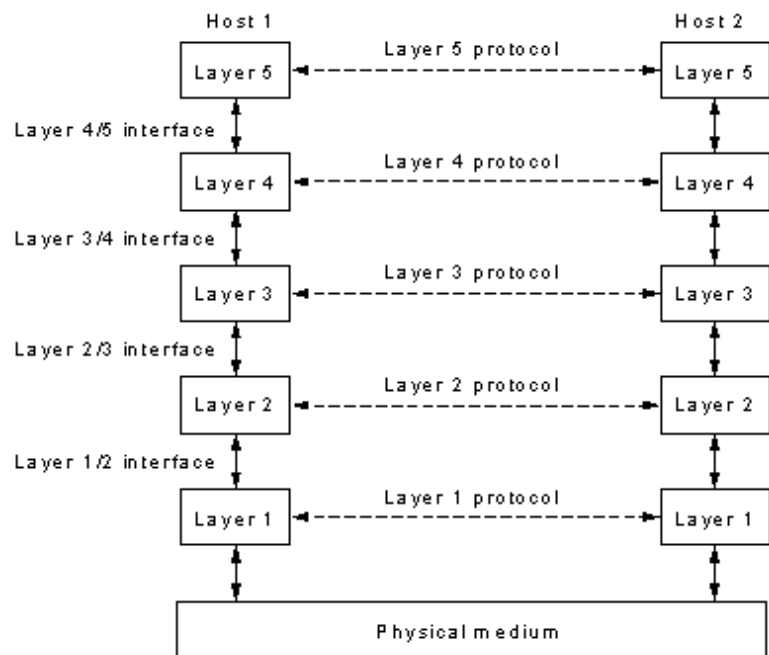 Host 1
Host 2
Layer 5 protocol
Layer 5
Layer 5
Layer 4/5 interface
Layer 4 protocol
Layer 4
Layer 4
Layer 3/4 interface
Layer 3 protocol
Layer 3
Layer 3
Layer 2/3 interface
Layer 2 protocol
Layer 2
Layer 2
Layer 1/2 interface
Layer 1 protocol
Layer 1
Layer 1
Physical medium